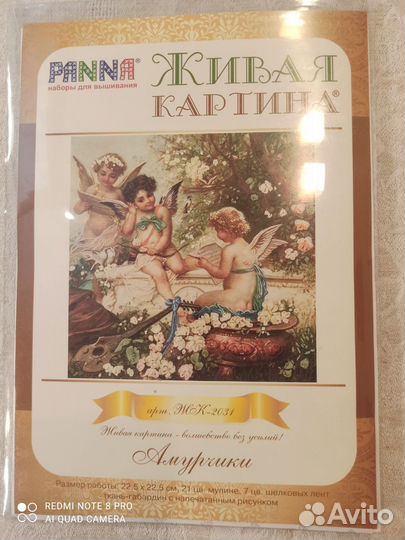 PANNA®
наборы для вышивания
ЖИВАЯ
КАРТИНА®
арт. ЖК-2031
Живая картина - волшебство без усилий!
Амурчики
Размер работы: 22,5 х 22,5 см, 21 цв. мулине, 7 цв. шелковых лент
ткань-габардин с напечатанным рисунком
REDMI NOTE 8 PRO
AI QUAD CAMERA
Avito